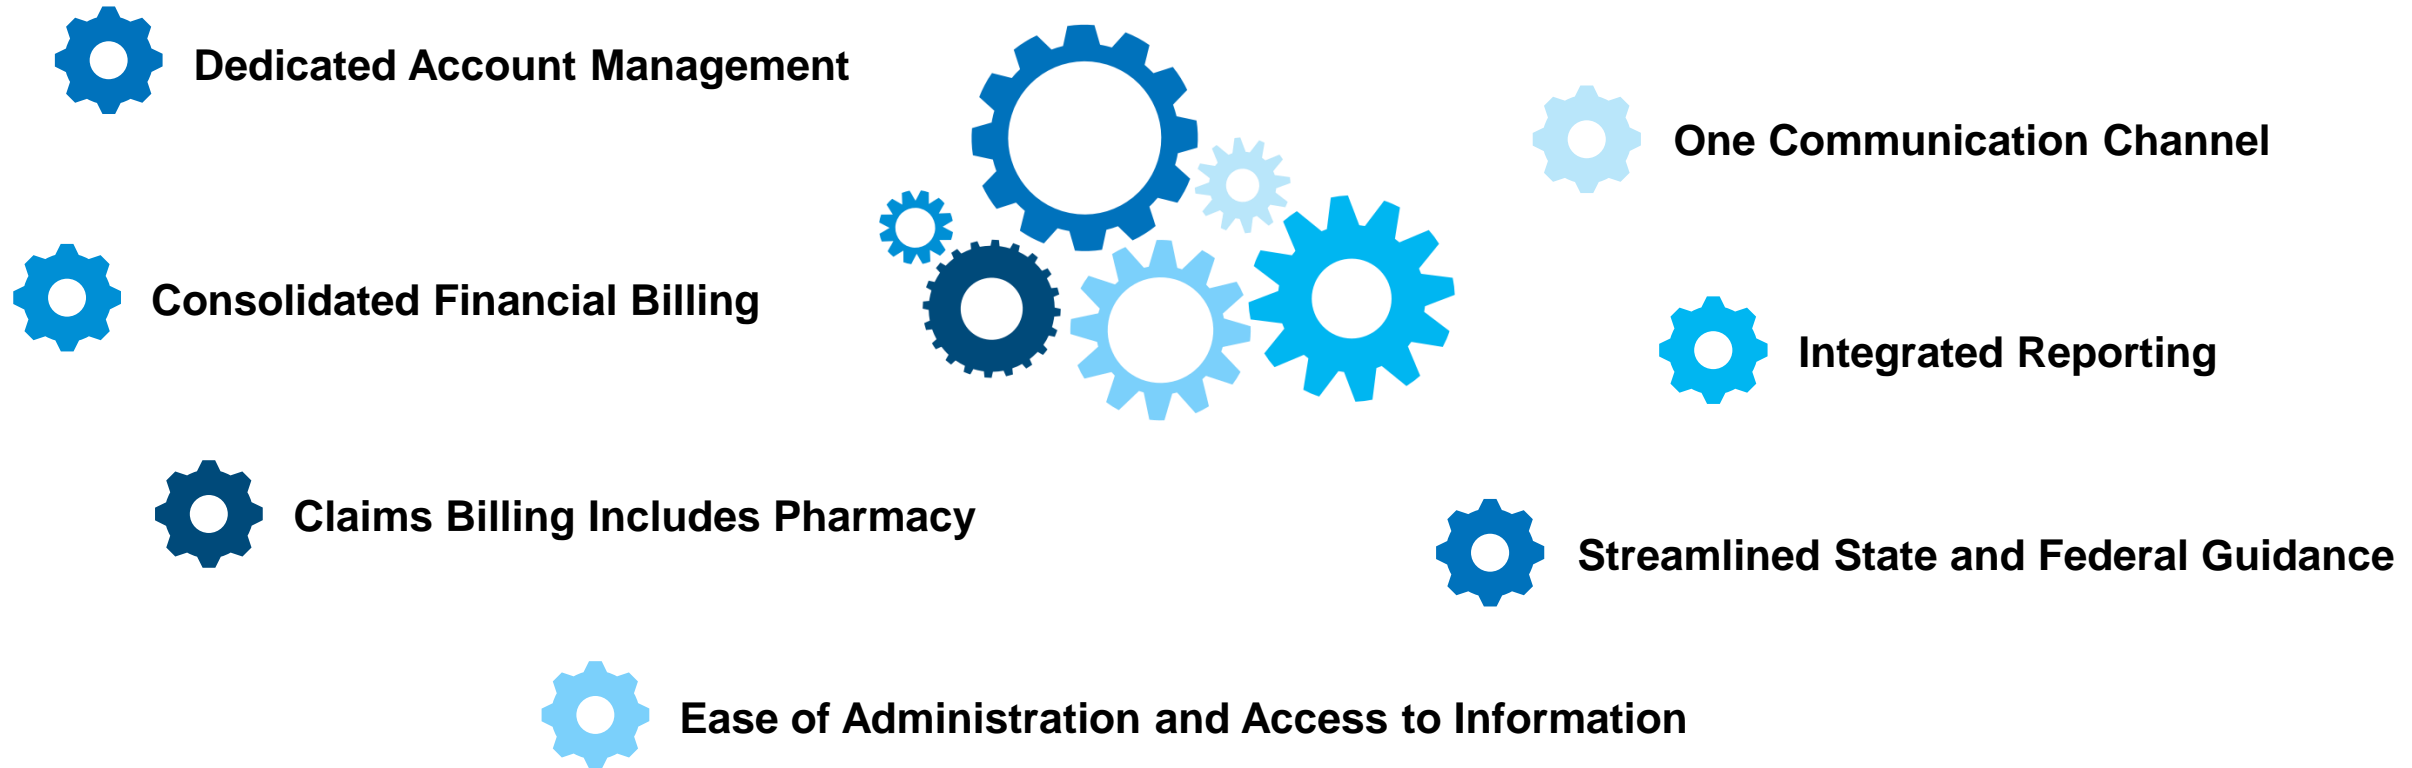 Dedicated Account Management
One Communication Channel
Consolidated Financial Billing
Integrated Reporting
Claims Billing Includes Pharmacy
Streamlined State and Federal Guidance
Ease of Administration and Access to Information